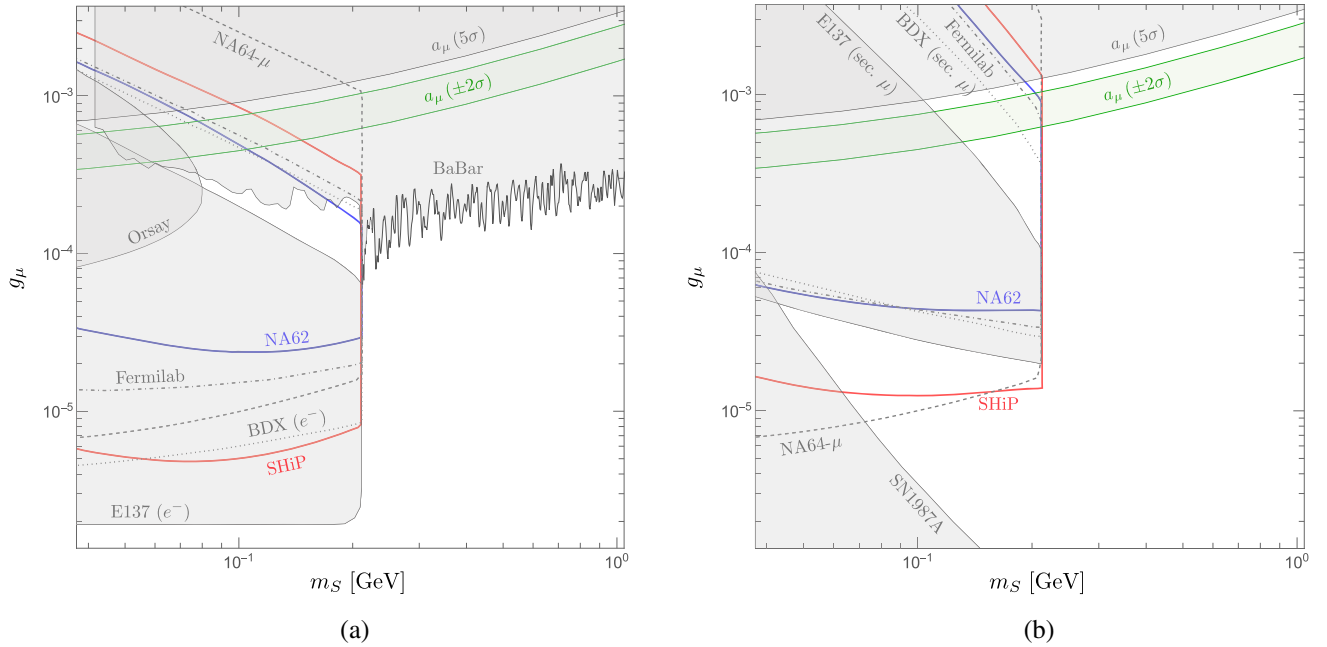 NA64-μ
a_μ (5σ)
a_μ (±2σ)
10⁻³
BaBar
Orsay
10⁻⁴
g_μ
NA62
Fermilab
10⁻⁵
BDX (e⁻)
SHiP
E137 (e⁻)
10⁻¹
10⁰
m_S [GeV]
(a)
E137 (sec. μ)
BDX (sec. μ)
Fermilab
a_μ (5σ)
a_μ (±2σ)
10⁻³
10⁻⁴
g_μ
NA62
SHiP
10⁻⁵
NA64-μ
SN1987A
10⁻¹
10⁰
m_S [GeV]
(b)